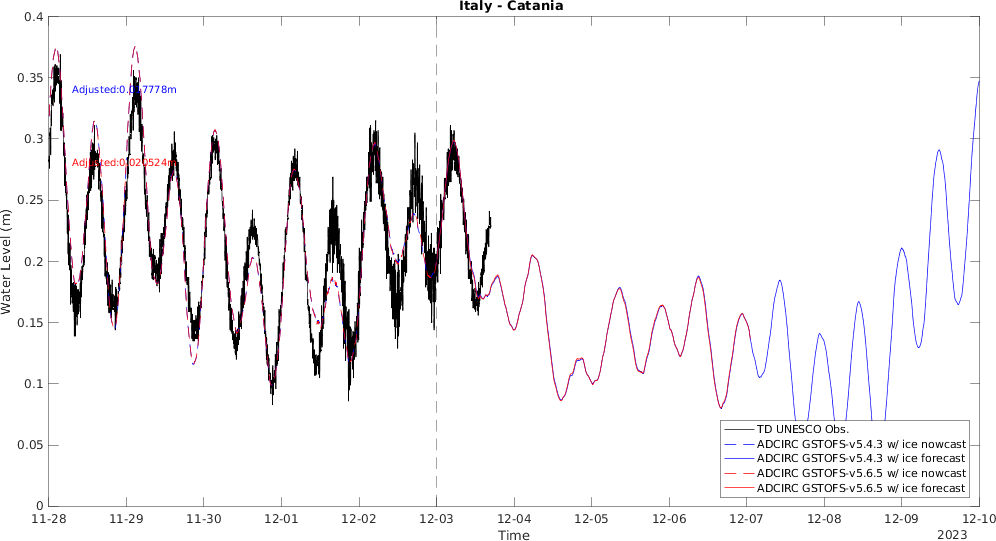 Italy - Catania
0.4
0.35
0.3
0.25
0.2
0.15
0.1
0.05
0
Water Level (m)
11-28 11-29 11-30 12-01 12-02 12-03 12-04 12-05 12-06 12-07 12-08 12-09 12-10
Time
2023
TD UNESCO Obs.
ADCIRC GSTOFS-v5.4.3 w/ ice nowcast
ADCIRC GSTOFS-v5.4.3 w/ ice forecast
ADCIRC GSTOFS-v5.6.5 w/ ice nowcast
ADCIRC GSTOFS-v5.6.5 w/ ice forecast